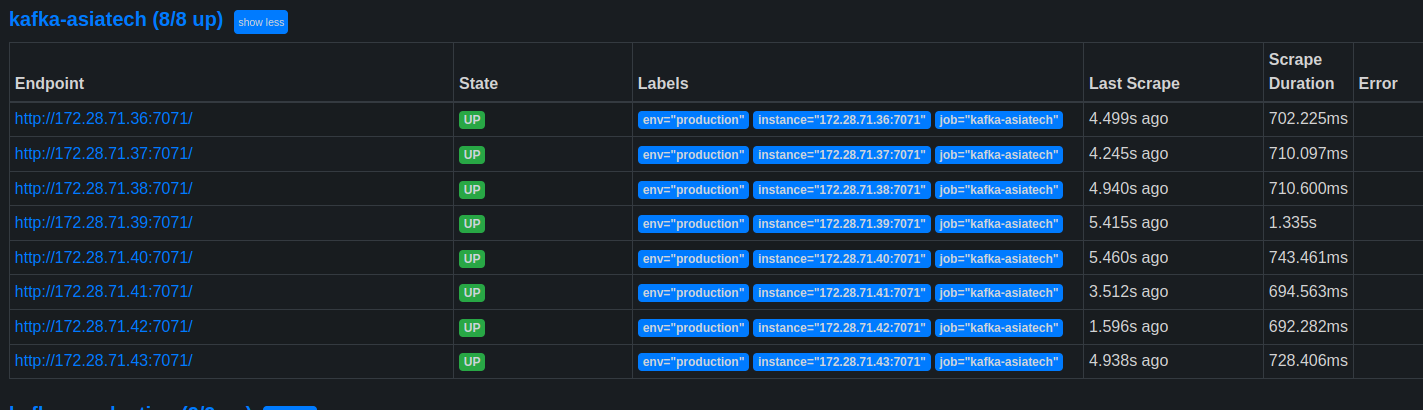 kafka-asiatech (8/8 up) show less
Endpoint State Labels Last Scrape Scrape Duration Error
http://172.28.71.36:7071/ UP env="production" instance="172.28.71.36:7071" job="kafka-asiatech" 4.499s ago 702.225ms
http://172.28.71.37:7071/ UP env="production" instance="172.28.71.37:7071" job="kafka-asiatech" 4.245s ago 710.097ms
http://172.28.71.38:7071/ UP env="production" instance="172.28.71.38:7071" job="kafka-asiatech" 4.940s ago 710.600ms
http://172.28.71.39:7071/ UP env="production" instance="172.28.71.39:7071" job="kafka-asiatech" 5.415s ago 1.335s
http://172.28.71.40:7071/ UP env="production" instance="172.28.71.40:7071" job="kafka-asiatech" 5.460s ago 743.461ms
http://172.28.71.41:7071/ UP env="production" instance="172.28.71.41:7071" job="kafka-asiatech" 3.512s ago 694.563ms
http://172.28.71.42:7071/ UP env="production" instance="172.28.71.42:7071" job="kafka-asiatech" 1.596s ago 692.282ms
http://172.28.71.43:7071/ UP env="production" instance="172.28.71.43:7071" job="kafka-asiatech" 4.938s ago 728.406ms